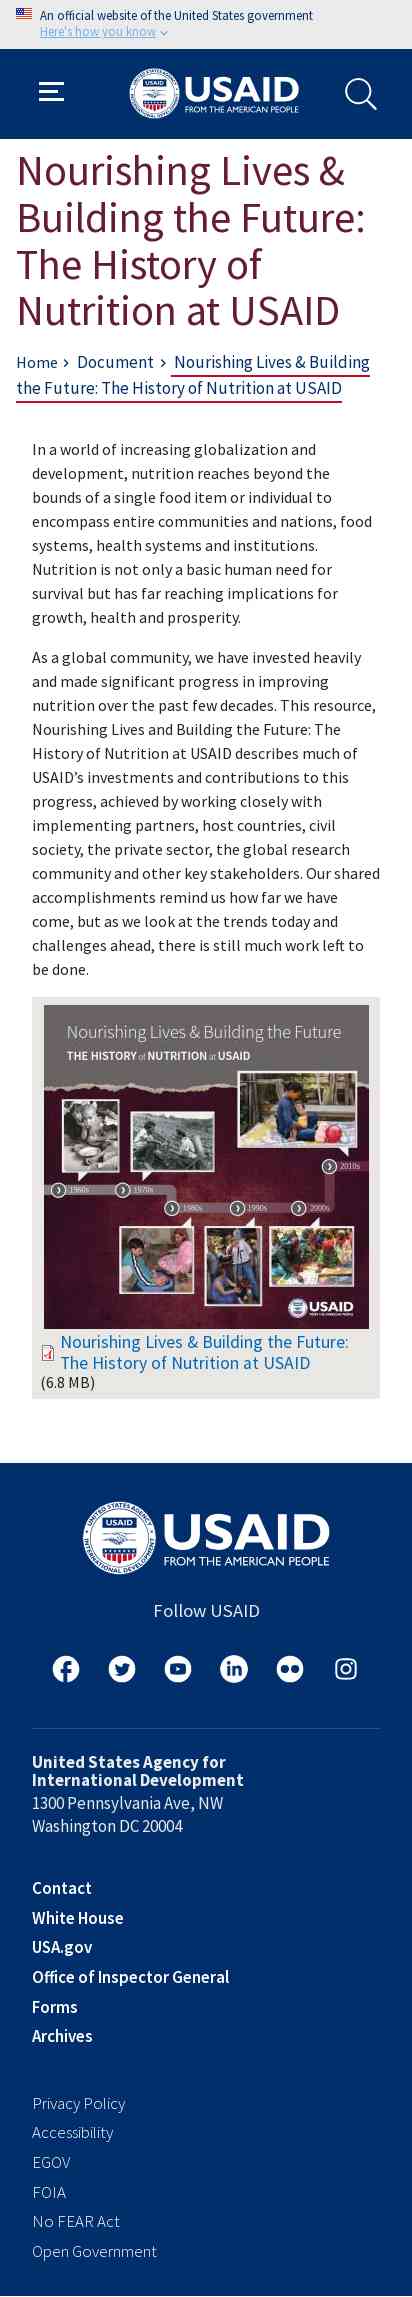 An official website of the United States government
Here's how you know
USAID
FROM THE AMERICAN PEOPLE
Nourishing Lives &
Building the Future:
The History of
Nutrition at USAID
Home › Document › Nourishing Lives & Building
the Future: The History of Nutrition at USAID
In a world of increasing globalization and
development, nutrition reaches beyond the
bounds of a single food item or individual to
encompass entire communities and nations, food
systems, health systems and institutions.
Nutrition is not only a basic human need for
survival but has far reaching implications for
growth, health and prosperity.
As a global community, we have invested heavily
and made significant progress in improving
nutrition over the past few decades. This resource,
Nourishing Lives and Building the Future: The
History of Nutrition at USAID describes much of
USAID’s investments and contributions to this
progress, achieved by working closely with
implementing partners, host countries, civil
society, the private sector, the global research
community and other key stakeholders. Our shared
accomplishments remind us how far we have
come, but as we look at the trends today and
challenges ahead, there is still much work left to
be done.
Nourishing Lives & Building the Future
THE HISTORY of NUTRITION at USAID
2010s
1960s 1970s
1980s 1990s 2000s
USAID
Nourishing Lives & Building the Future:
The History of Nutrition at USAID
(6.8 MB)
UNITED STATES AGENCY
USAID
INTERNATIONAL DEVELOPMENT
USAID
FROM THE AMERICAN PEOPLE
Follow USAID
United States Agency for
International Development
1300 Pennsylvania Ave, NW
Washington DC 20004
Contact
White House
USA.gov
Office of Inspector General
Forms
Archives
Privacy Policy
Accessibility
EGOV
FOIA
No FEAR Act
Open Government